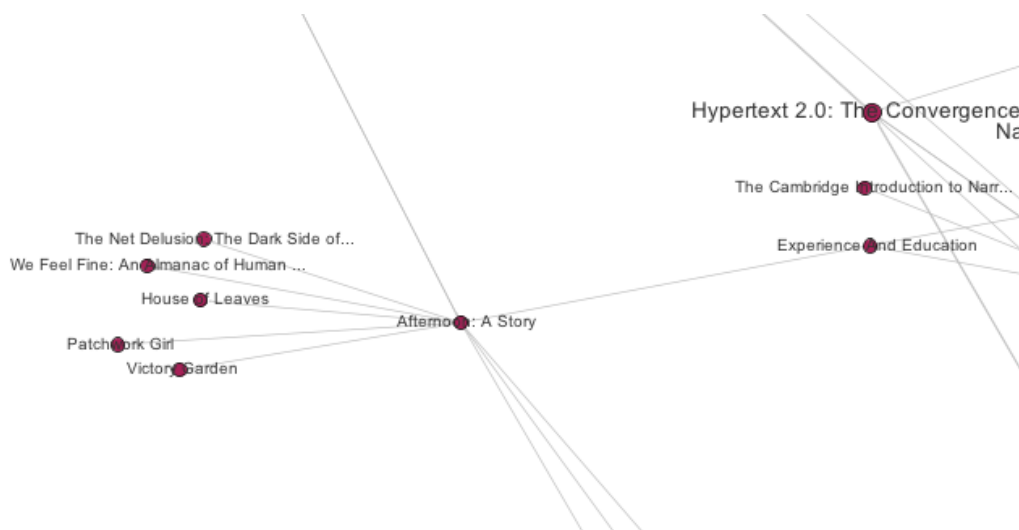 Hypertext 2.0: The Convergence
Na
The Cambridge Introduction to Narr...
The Net Delusion: The Dark Side of...
Experience And Education
We Feel Fine: An Almanac of Human ...
House of Leaves
Afternoon: A Story
Patchwork Girl
Victory Garden